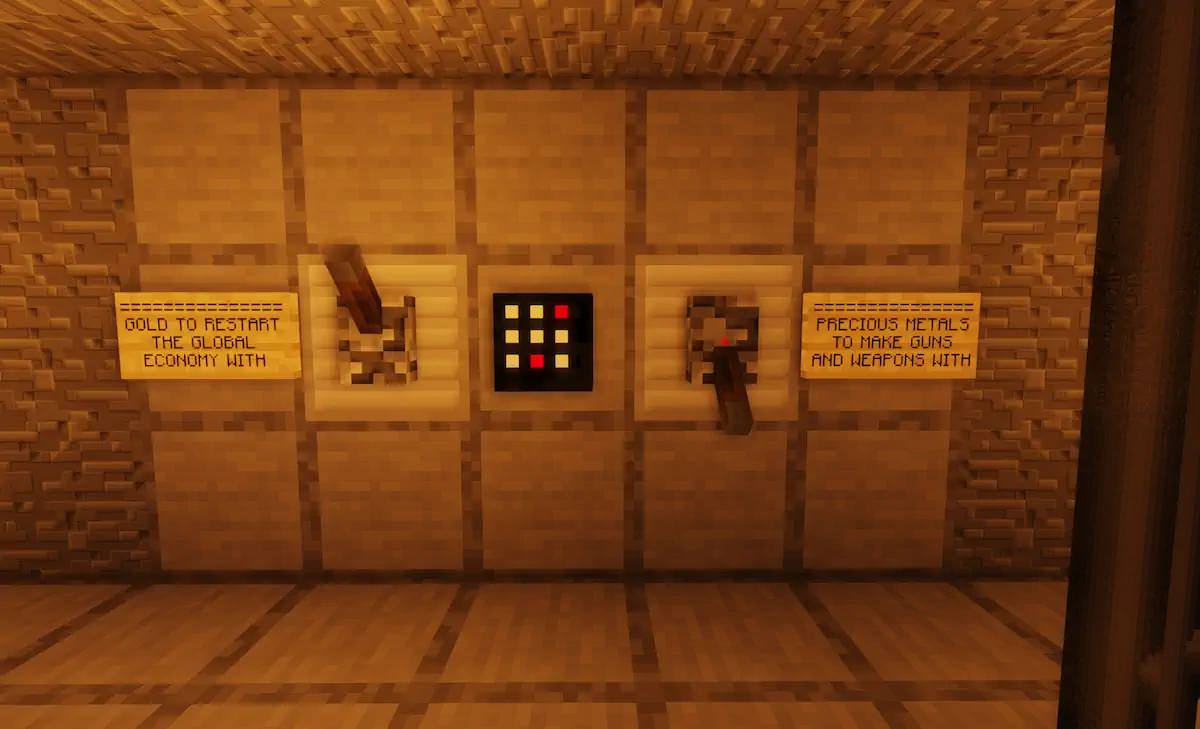 GOLD TO RESTART
THE GLOBAL
ECONOMY WITH
PRECIOUS METALS
TO MAKE GUNS
AND WEAPONS WITH